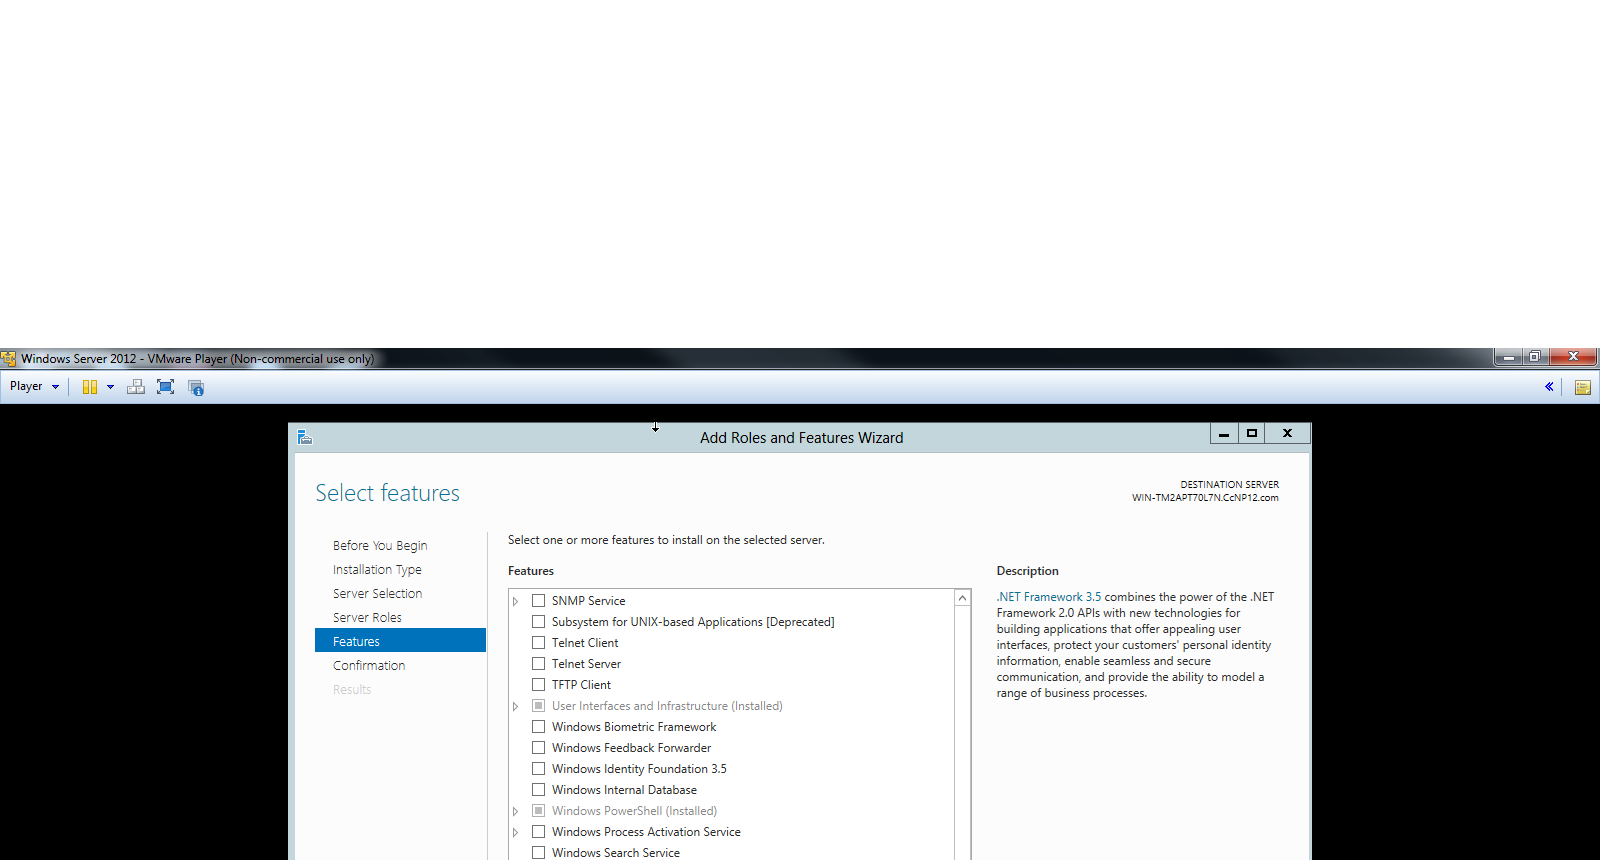 Windows Server 2012 - VMware Player (Non-commercial use only)
Player
Add Roles and Features Wizard
Select features
DESTINATION SERVER
WIN-TM2APT70L7N.CcNP12.com
Before You Begin
Installation Type
Server Selection
Server Roles
Features
Confirmation
Results
Select one or more features to install on the selected server.
Features
SNMP Service
Subsystem for UNIX-based Applications [Deprecated]
Telnet Client
Telnet Server
TFTP Client
User Interfaces and Infrastructure (Installed)
Windows Biometric Framework
Windows Feedback Forwarder
Windows Identity Foundation 3.5
Windows Internal Database
Windows PowerShell (Installed)
Windows Process Activation Service
Windows Search Service
Description
.NET Framework 3.5 combines the power of the .NET
Framework 2.0 APIs with new technologies for
building applications that offer appealing user
interfaces, protect your customers' personal identity
information, enable seamless and secure
communication, and provide the ability to model a
range of business processes.